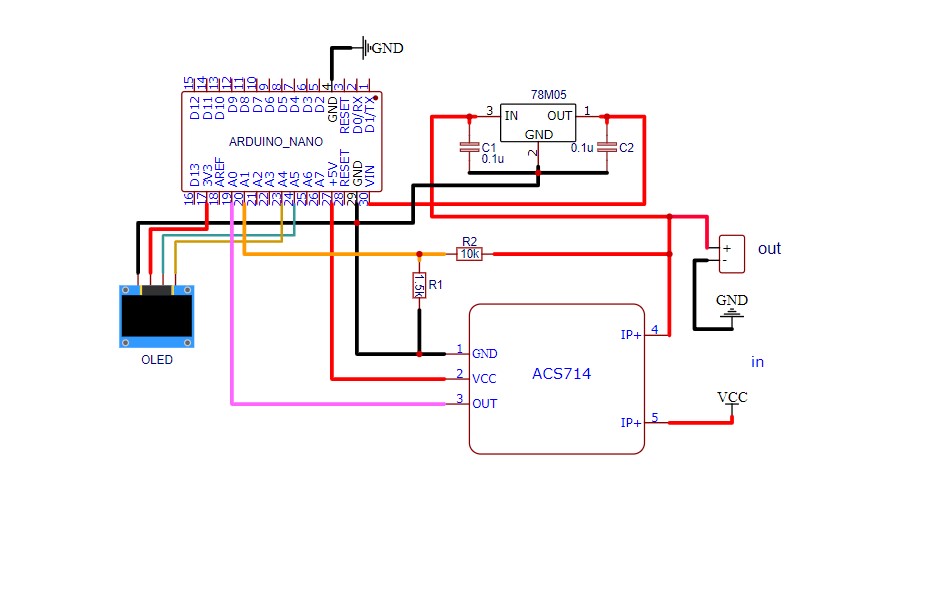 GND
15 14 13 12 11 10 9 8 7 6 5 4 3 2 1
D12 D11 D10 D9 D8 D7 D6 D5 D4 D3 D2 GND RESET D0/RX D1/TX
ARDUINO_NANO
D13 3V3 AREF A0 A1 A2 A3 A4 A5 A6 A7 +5V RESET GND VIN
16 17 18 19 20 21 22 23 24 25 26 27 28 29 30
78M05
3 IN OUT 1
GND
2
C1
0.1u
0.1u C2
R2
10k
R1
1.5k
+
-
out
GND
OLED
in
ACS714
1 GND
2 VCC
3 OUT
IP+ 4
IP+ 5
VCC